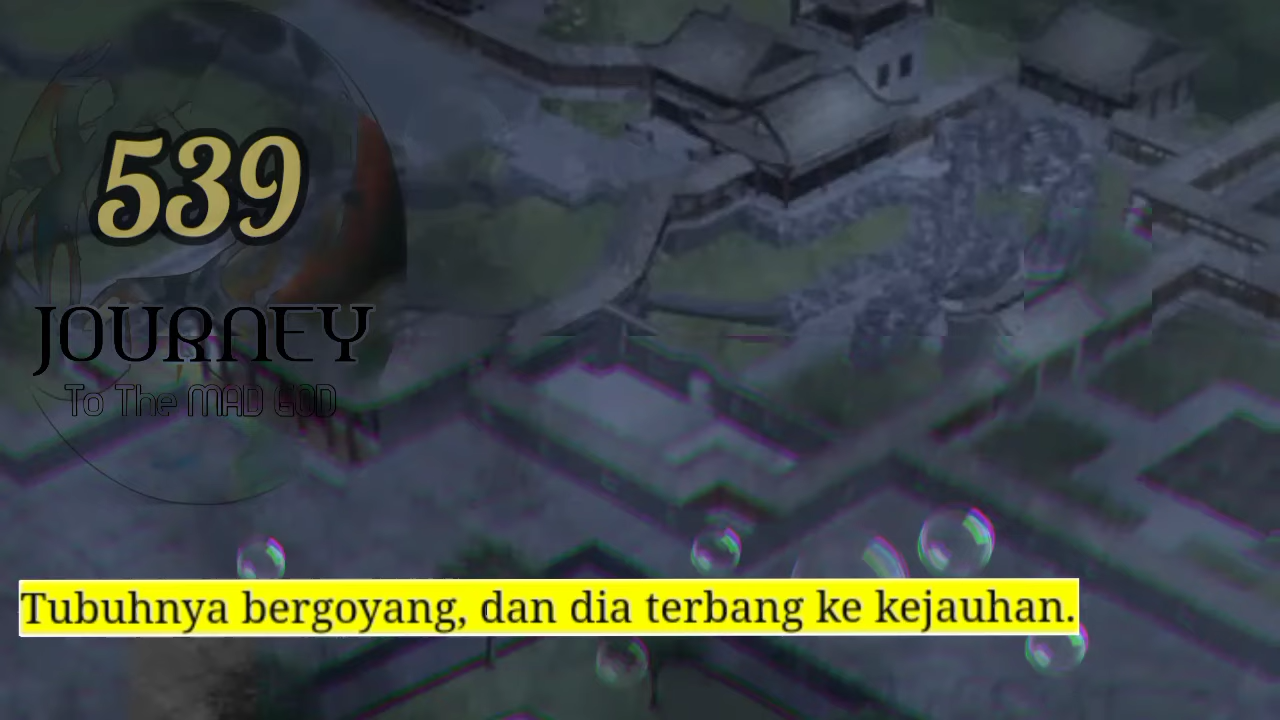 539
JOURNEY
To The MAD GOD
Tubuhnya bergoyang, dan dia terbang ke kejauhan.